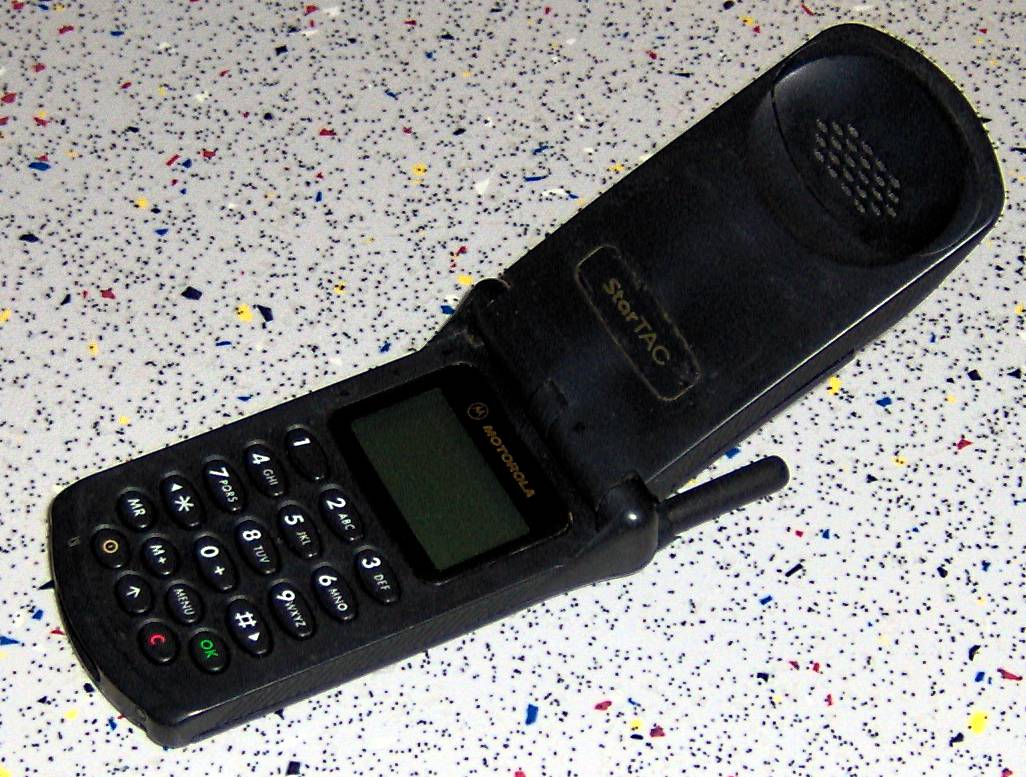 StarTAC
MOTOROLA
1
2 ABC
3 DEF
4 GHI
5 JKL
6 MNO
7 PQRS
8 TUV
9 WXYZ
*
0 +
#
MR
M+
MENU
OK
C